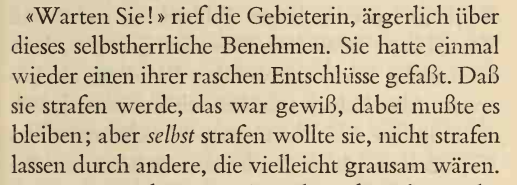 «Warten Sie!» rief die Gebieterin, ärgerlich über
dieses selbstherrliche Benehmen. Sie hatte einmal
wieder einen ihrer raschen Entschlüsse gefaßt. Daß
sie strafen werde, das war gewiß, dabei mußte es
bleiben; aber selbst strafen wollte sie, nicht strafen
lassen durch andere, die vielleicht grausam wären.